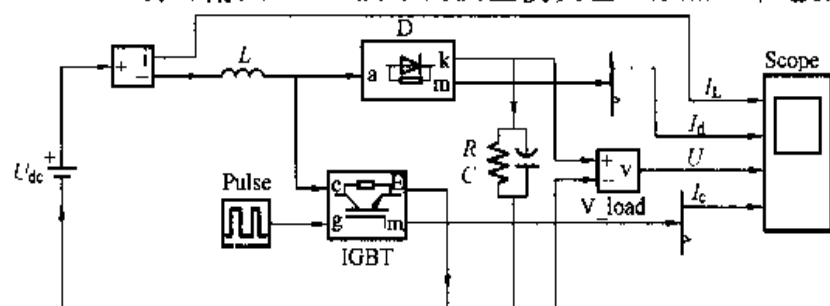 D
Scope
+
i
-
L
a
k
m
I_L
I_d
U
I_c
U_dc
+
R
C
+
-
v
V_load
Pulse
c
E
g
m
IGBT